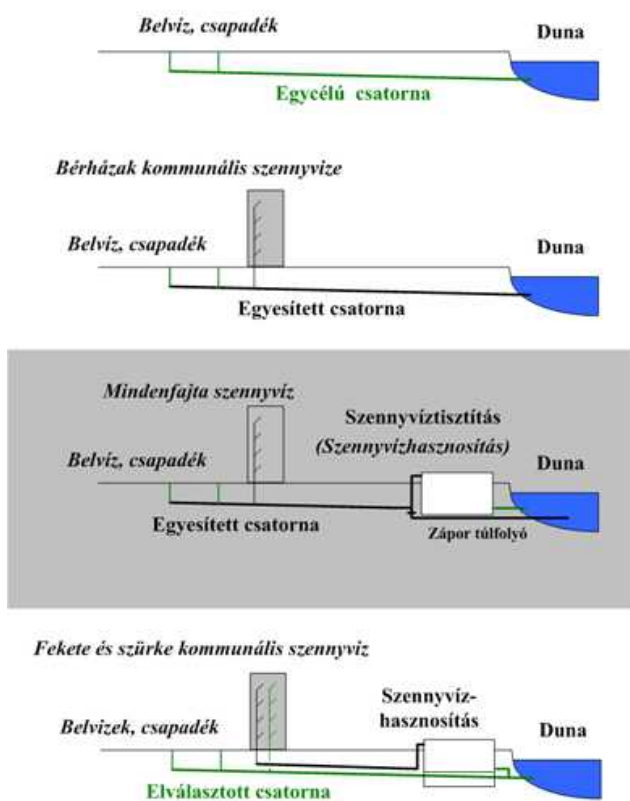 Belvíz, csapadék
Duna
Egycélú csatorna
Bérházak kommunális szennyvize
Belvíz, csapadék
Duna
Egyesített csatorna
Mindenfajta szennyvíz
Szennyvíztisztítás
(Szennyvízhasznosítás)
Belvíz, csapadék
Duna
Egyesített csatorna
Zápor túlfolyó
Fekete és szürke kommunális szennyvíz
Szennyvíz-
hasznosítás
Belvizek, csapadék
Duna
Elválasztott csatorna